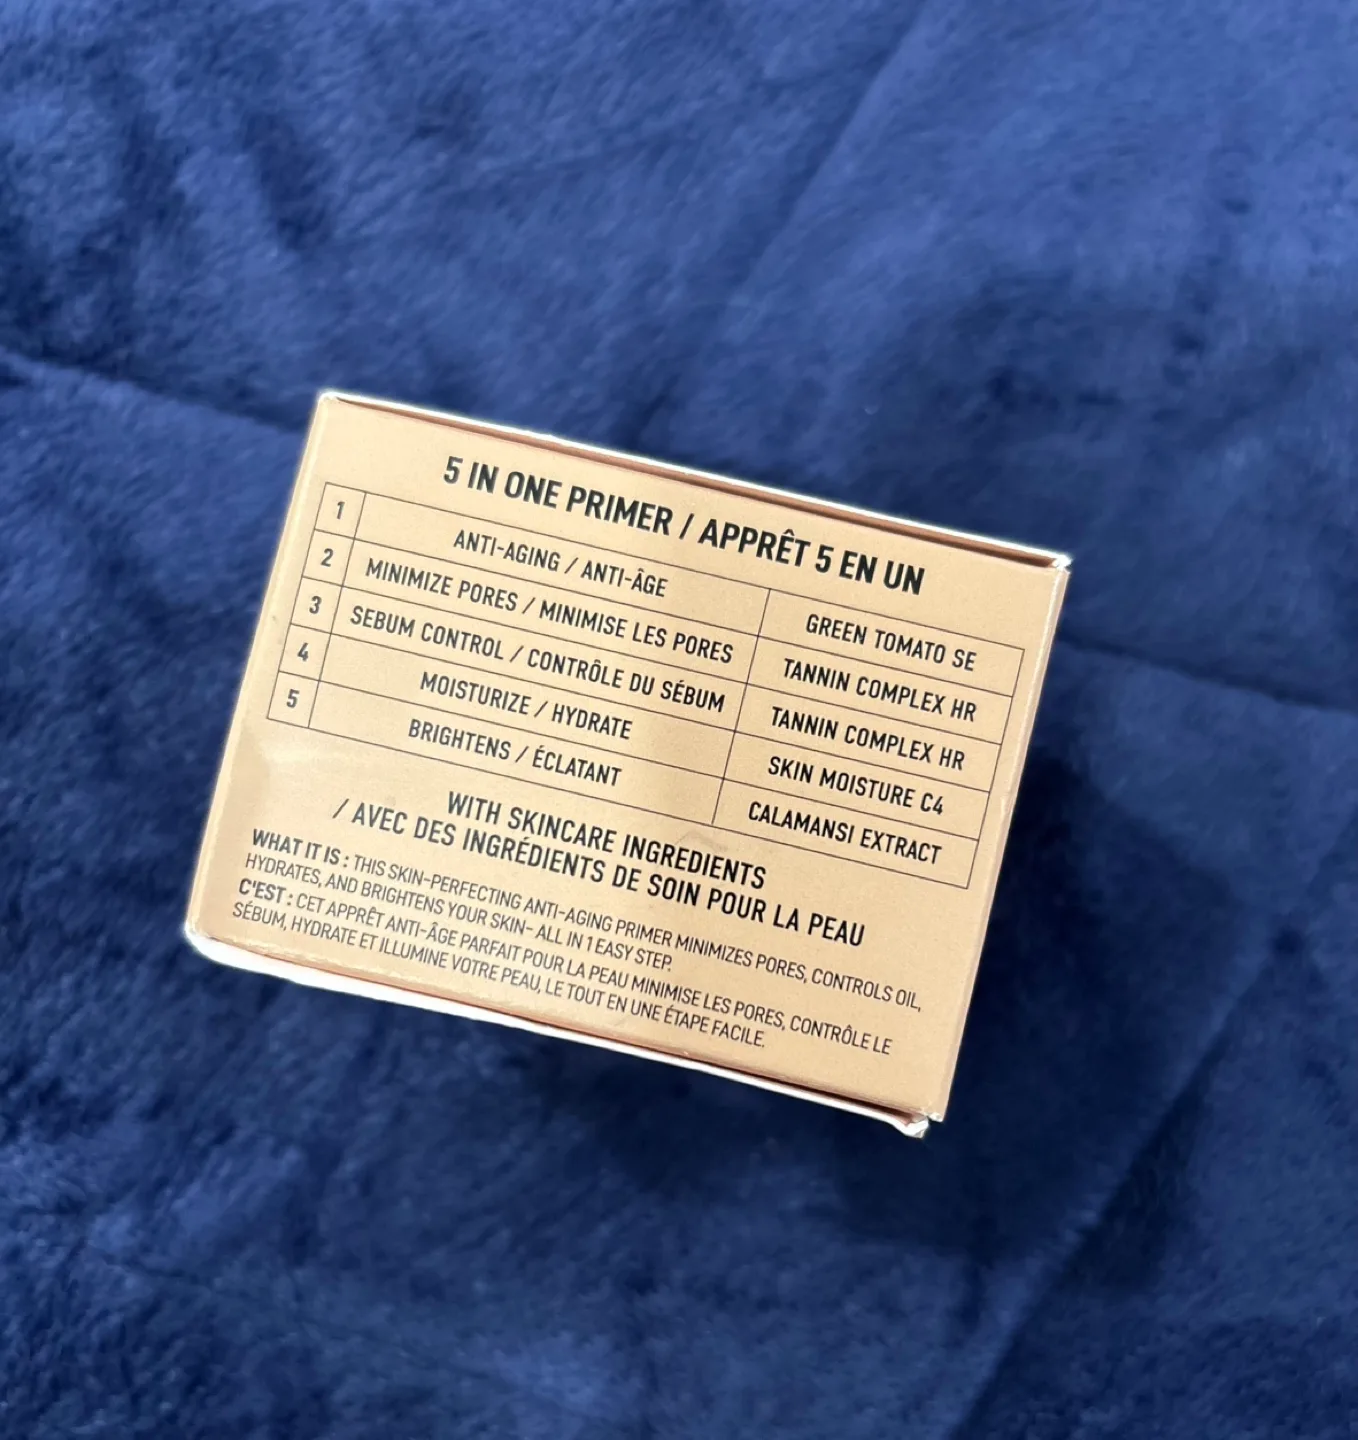 5 IN ONE PRIMER / APPRÊT 5 EN UN
1 ANTI-AGING / ANTI-ÂGE GREEN TOMATO SE
2 MINIMIZE PORES / MINIMISE LES PORES TANNIN COMPLEX HR
3 SEBUM CONTROL / CONTRÔLE DU SÉBUM TANNIN COMPLEX HR
4 MOISTURIZE / HYDRATE SKIN MOISTURE C4
5 BRIGHTENS / ÉCLATANT CALAMANSI EXTRACT
WITH SKINCARE INGREDIENTS
/ AVEC DES INGRÉDIENTS DE SOIN POUR LA PEAU
WHAT IT IS : THIS SKIN-PERFECTING ANTI-AGING PRIMER MINIMIZES PORES, CONTROLS OIL,
HYDRATES, AND BRIGHTENS YOUR SKIN- ALL IN 1 EASY STEP.
C'EST : CET APPRÊT ANTI-ÂGE PARFAIT POUR LA PEAU MINIMISE LES PORES, CONTRÔLE LE
SÉBUM, HYDRATE ET ILLUMINE VOTRE PEAU, LE TOUT EN UNE ÉTAPE FACILE.